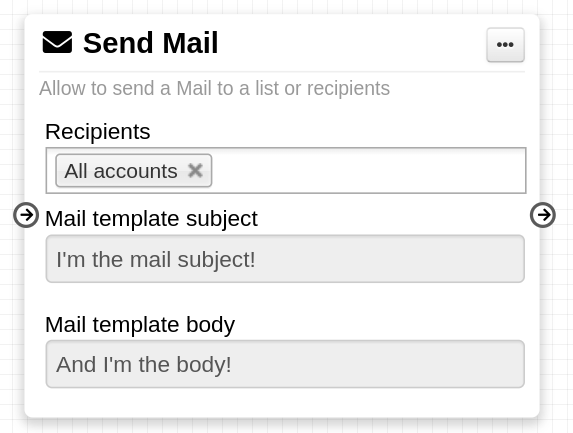 Send Mail
Allow to send a Mail to a list or recipients
Recipients
All accounts
Mail template subject
I'm the mail subject!
Mail template body
And I'm the body!